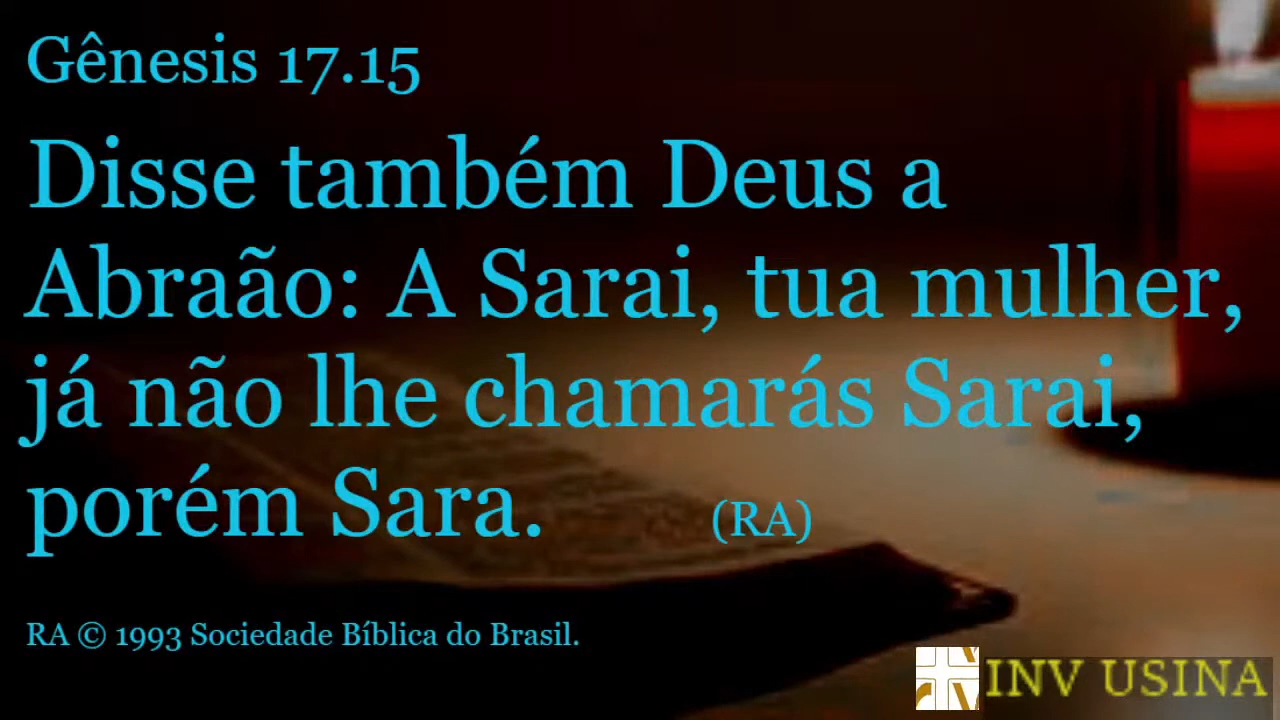 Gênesis 17.15
Disse também Deus a
Abraão: A Sarai, tua mulher,
já não lhe chamarás Sarai,
porém Sara. (RA)
RA © 1993 Sociedade Bíblica do Brasil.
INV USINA